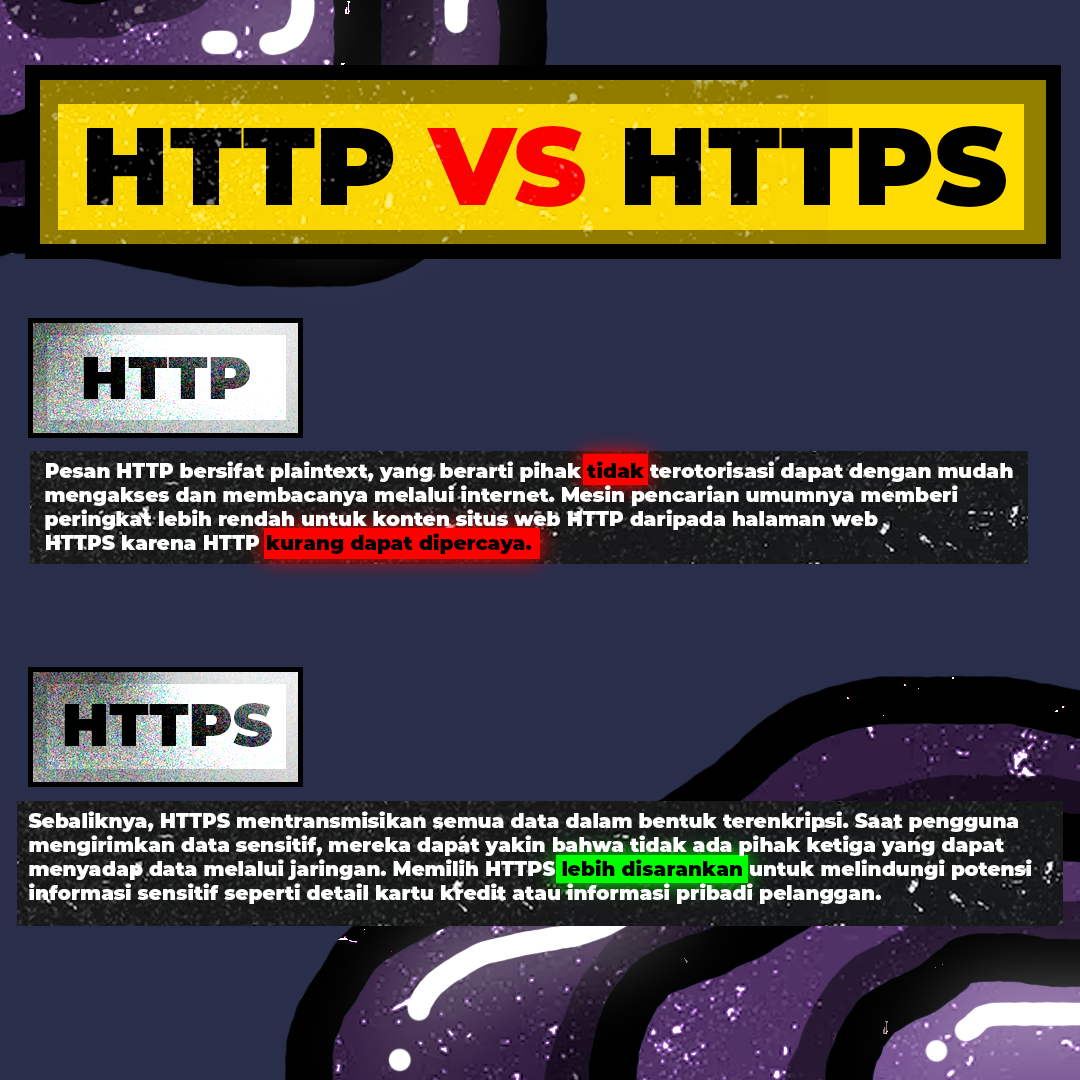 HTTP VS HTTPS
HTTP
Pesan HTTP bersifat plaintext, yang berarti pihak tidak terotorisasi dapat dengan mudah
mengakses dan membacanya melalui internet. Mesin pencarian umumnya memberi
peringkat lebih rendah untuk konten situs web HTTP daripada halaman web
HTTPS karena HTTP kurang dapat dipercaya.
HTTPS
Sebaliknya, HTTPS mentransmisikan semua data dalam bentuk terenkripsi. Saat pengguna
mengirimkan data sensitif, mereka dapat yakin bahwa tidak ada pihak ketiga yang dapat
menyadap data melalui jaringan. Memilih HTTPS lebih disarankan untuk melindungi potensi
informasi sensitif seperti detail kartu kredit atau informasi pribadi pelanggan.